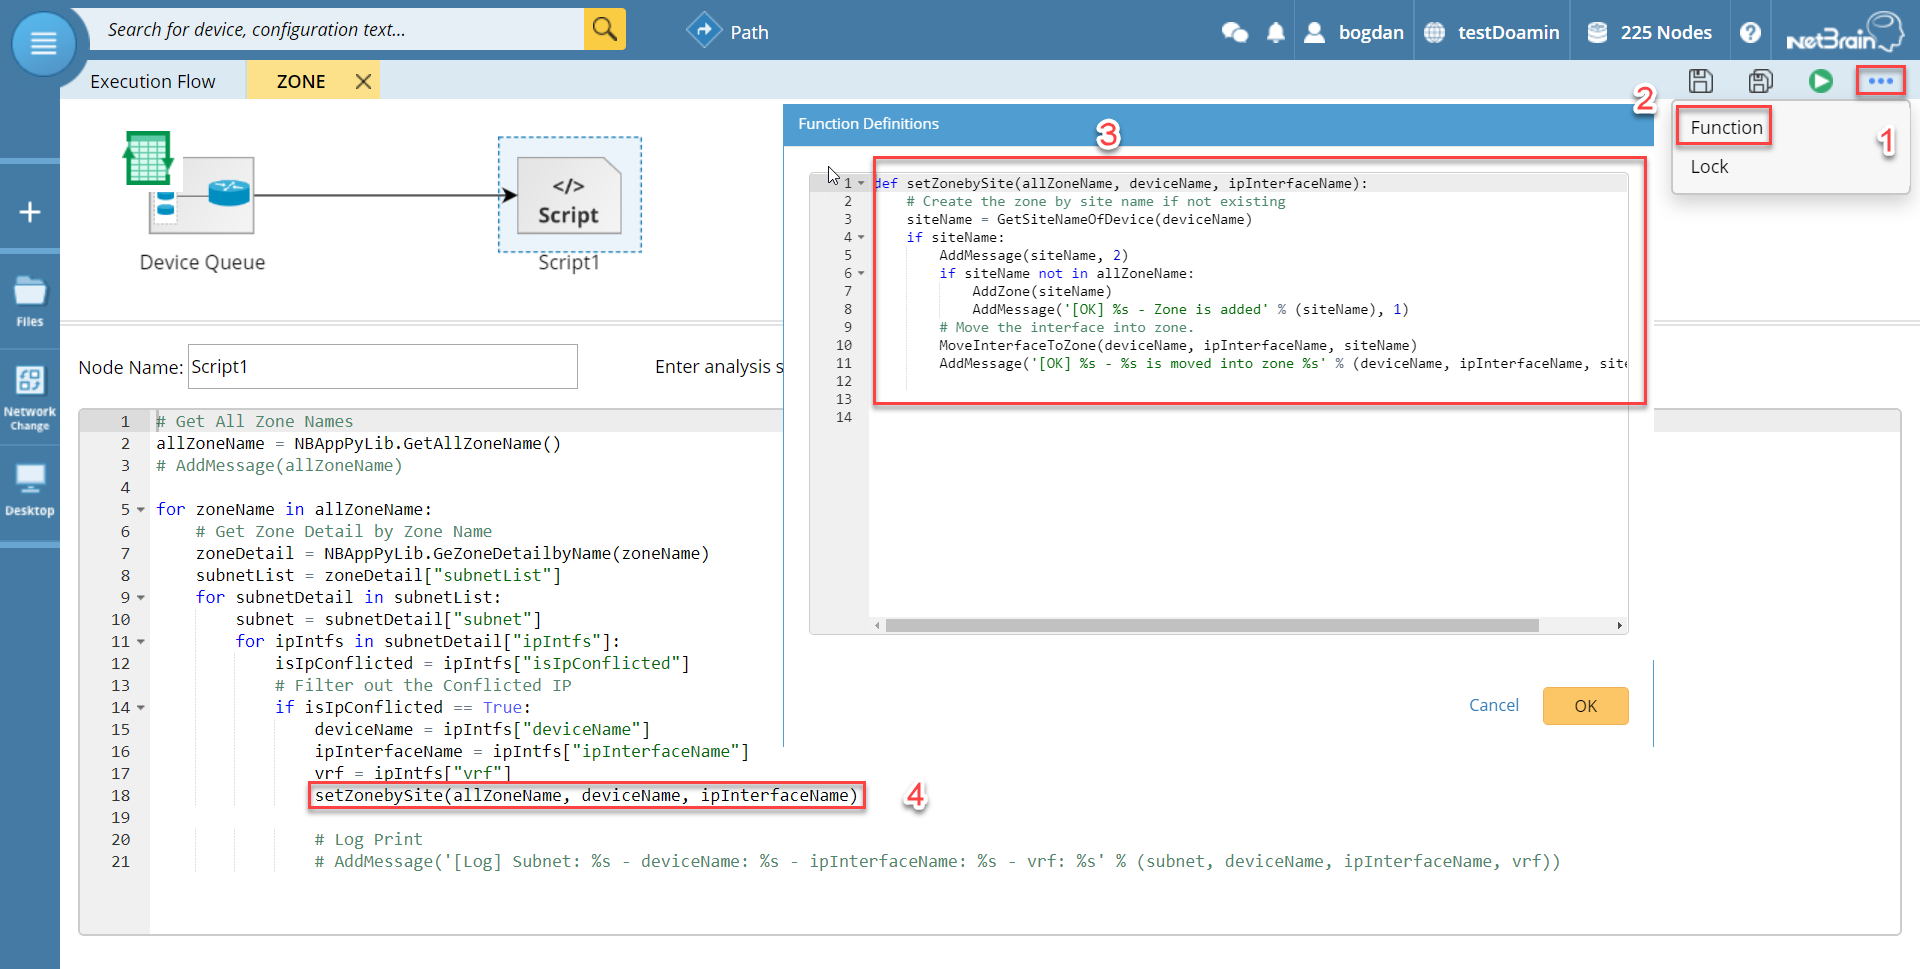 Search for device, configuration text...
Path
bogdan
testDoamin
225 Nodes
?
NetBrain
Execution Flow
ZONE
2
Function
Lock
1
Device Queue
</>
Script
Script1
Files
Network
Change
Desktop
Node Name:
Script1
Enter analysis s
1 # Get All Zone Names
2 allZoneName = NBAppPyLib.GetAllZoneName()
3 # AddMessage(allZoneName)
4
5 for zoneName in allZoneName:
6 # Get Zone Detail by Zone Name
7 zoneDetail = NBAppPyLib.GeZoneDetailbyName(zoneName)
8 subnetList = zoneDetail["subnetList"]
9 for subnetDetail in subnetList:
10 subnet = subnetDetail["subnet"]
11 for ipIntfs in subnetDetail["ipIntfs"]:
12 isIpConflicted = ipIntfs["isIpConflicted"]
13 # Filter out the Conflicted IP
14 if isIpConflicted == True:
15 deviceName = ipIntfs["deviceName"]
16 ipInterfaceName = ipIntfs["ipInterfaceName"]
17 vrf = ipIntfs["vrf"]
18 setZonebySite(allZoneName, deviceName, ipInterfaceName)
4
19
20 # Log Print
21 # AddMessage('[Log] Subnet: %s - deviceName: %s - ipInterfaceName: %s - vrf: %s' % (subnet, deviceName, ipInterfaceName, vrf))
Function Definitions
3
1 def setZonebySite(allZoneName, deviceName, ipInterfaceName):
2 # Create the zone by site name if not existing
3 siteName = GetSiteNameOfDevice(deviceName)
4 if siteName:
5 AddMessage(siteName, 2)
6 if siteName not in allZoneName:
7 AddZone(siteName)
8 AddMessage('[OK] %s - Zone is added' % (siteName), 1)
9 # Move the interface into zone.
10 MoveInterfaceToZone(deviceName, ipInterfaceName, siteName)
11 AddMessage('[OK] %s - %s is moved into zone %s' % (deviceName, ipInterfaceName, site
12
13
14
Cancel
OK